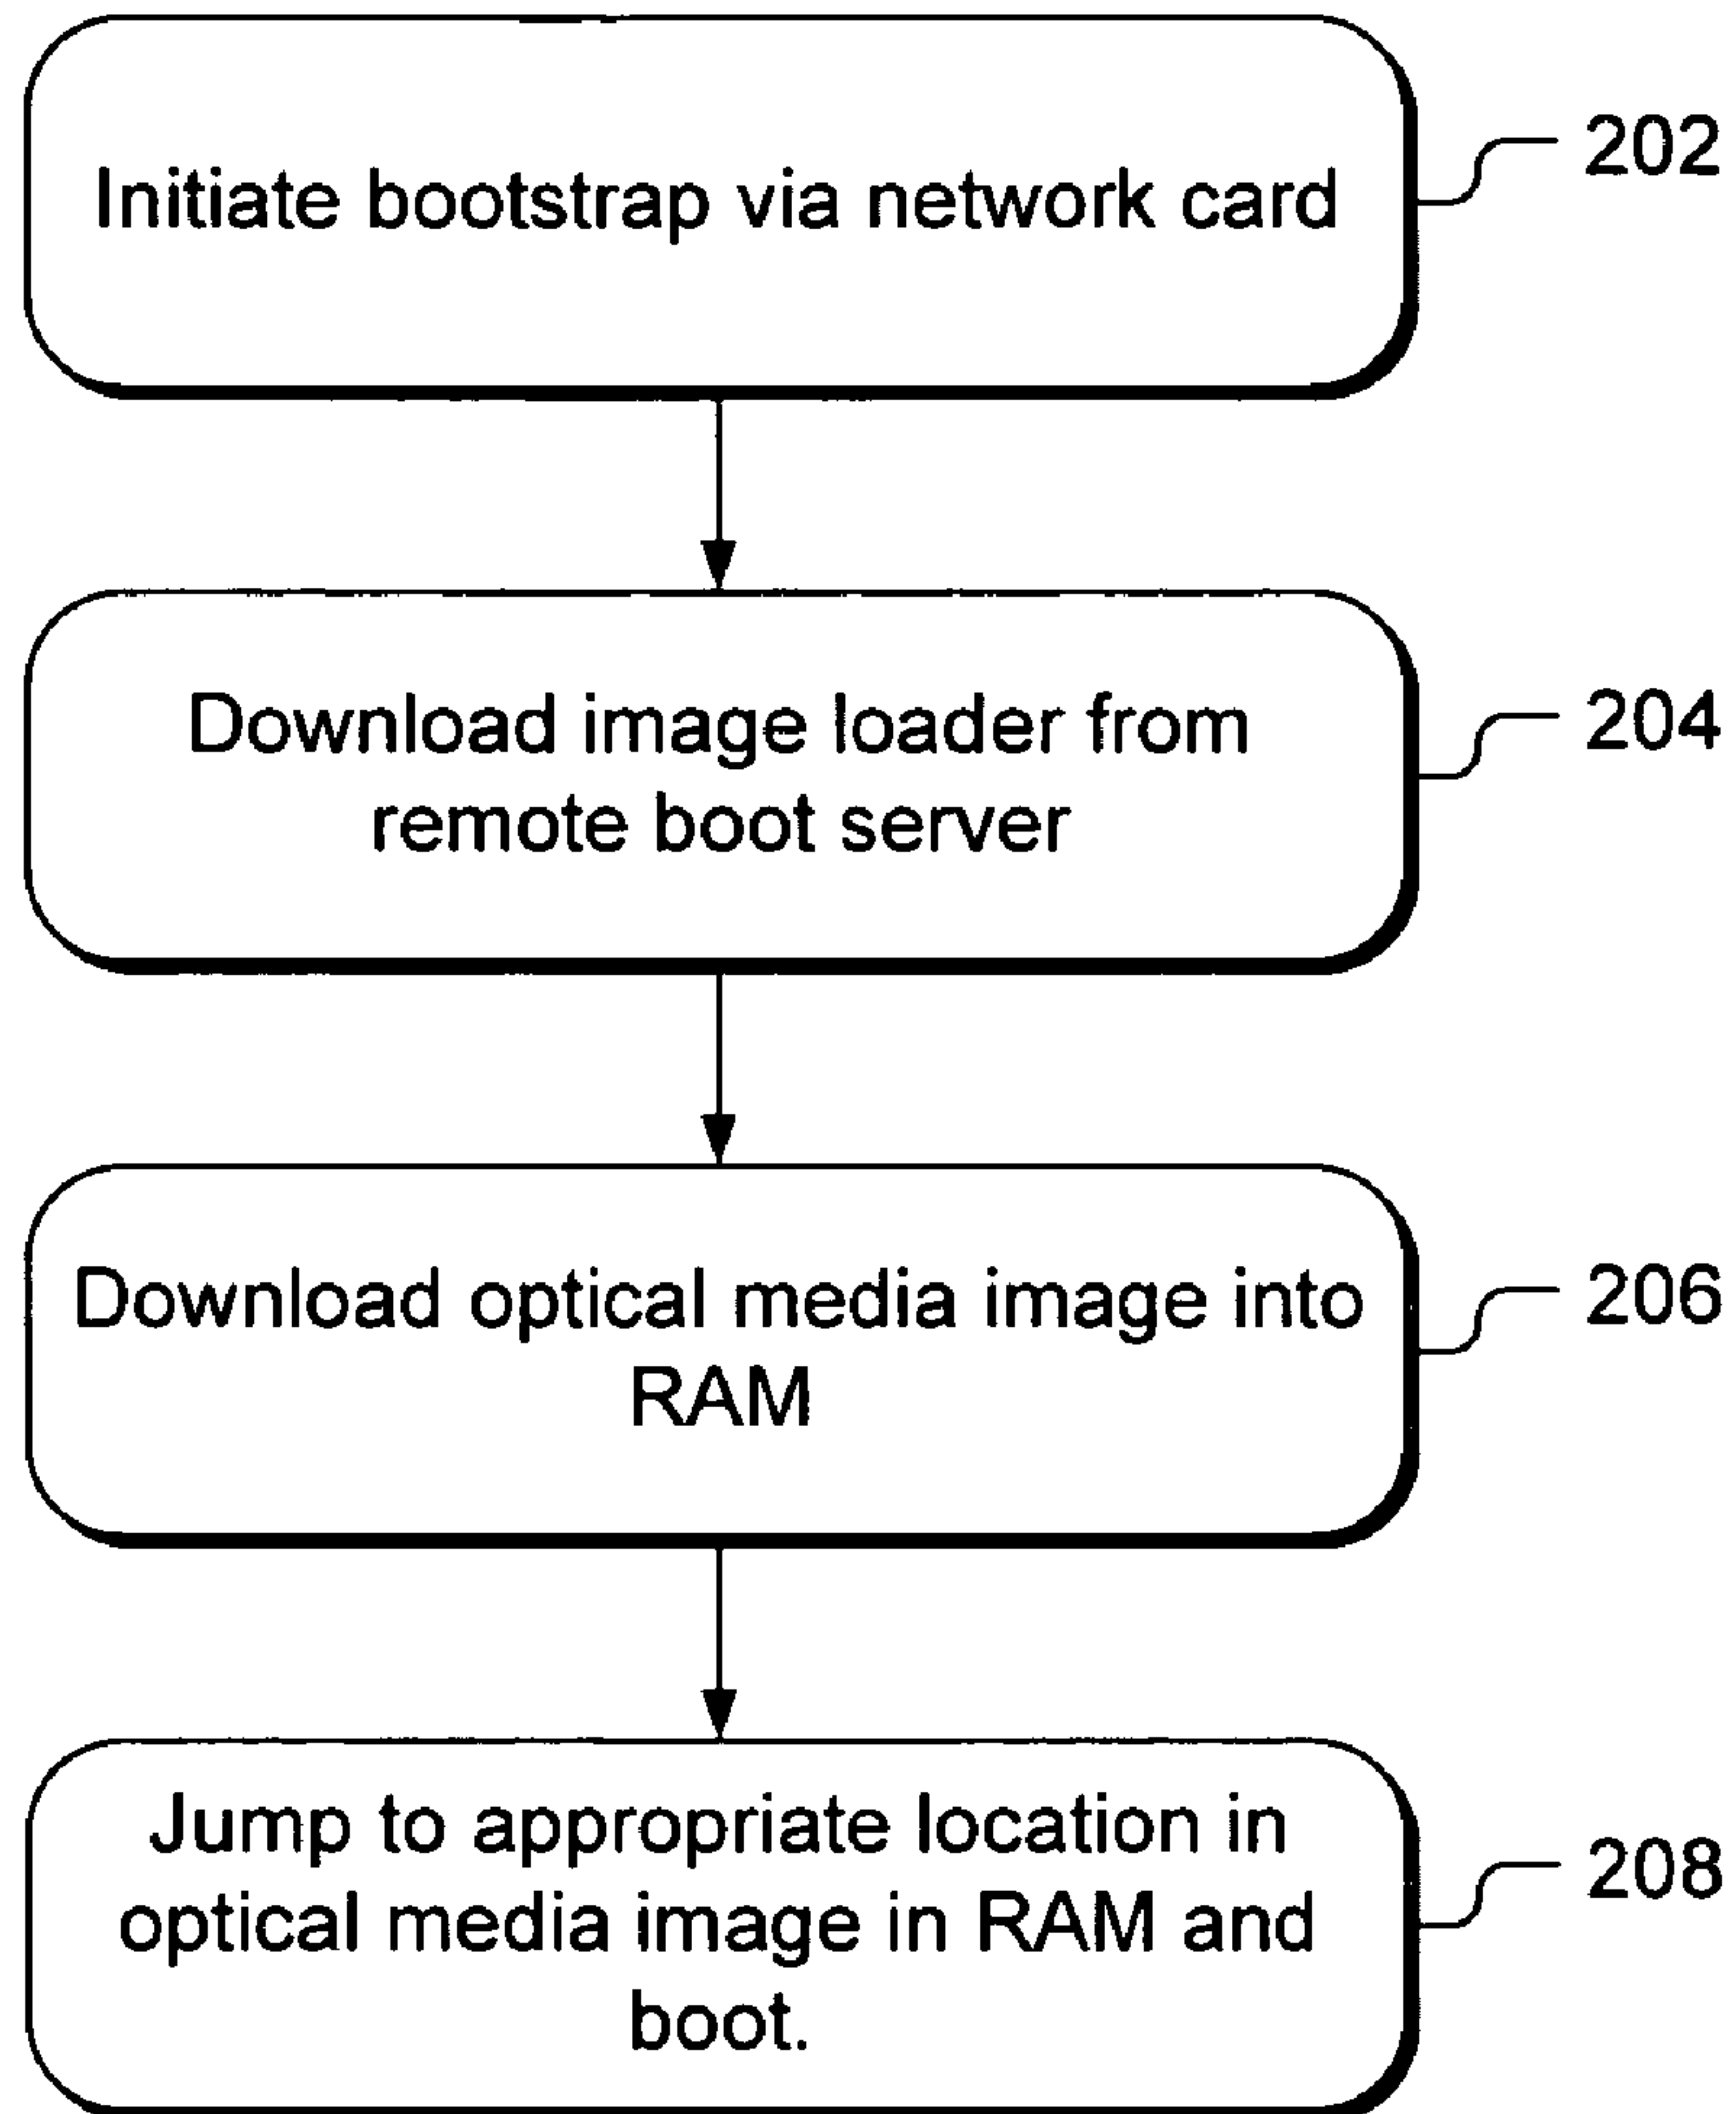 Initiate bootstrap via network card
202
Download image loader from
remote boot server
204
Download optical media image into
RAM
206
Jump to appropriate location in
optical media image in RAM and
boot.
208